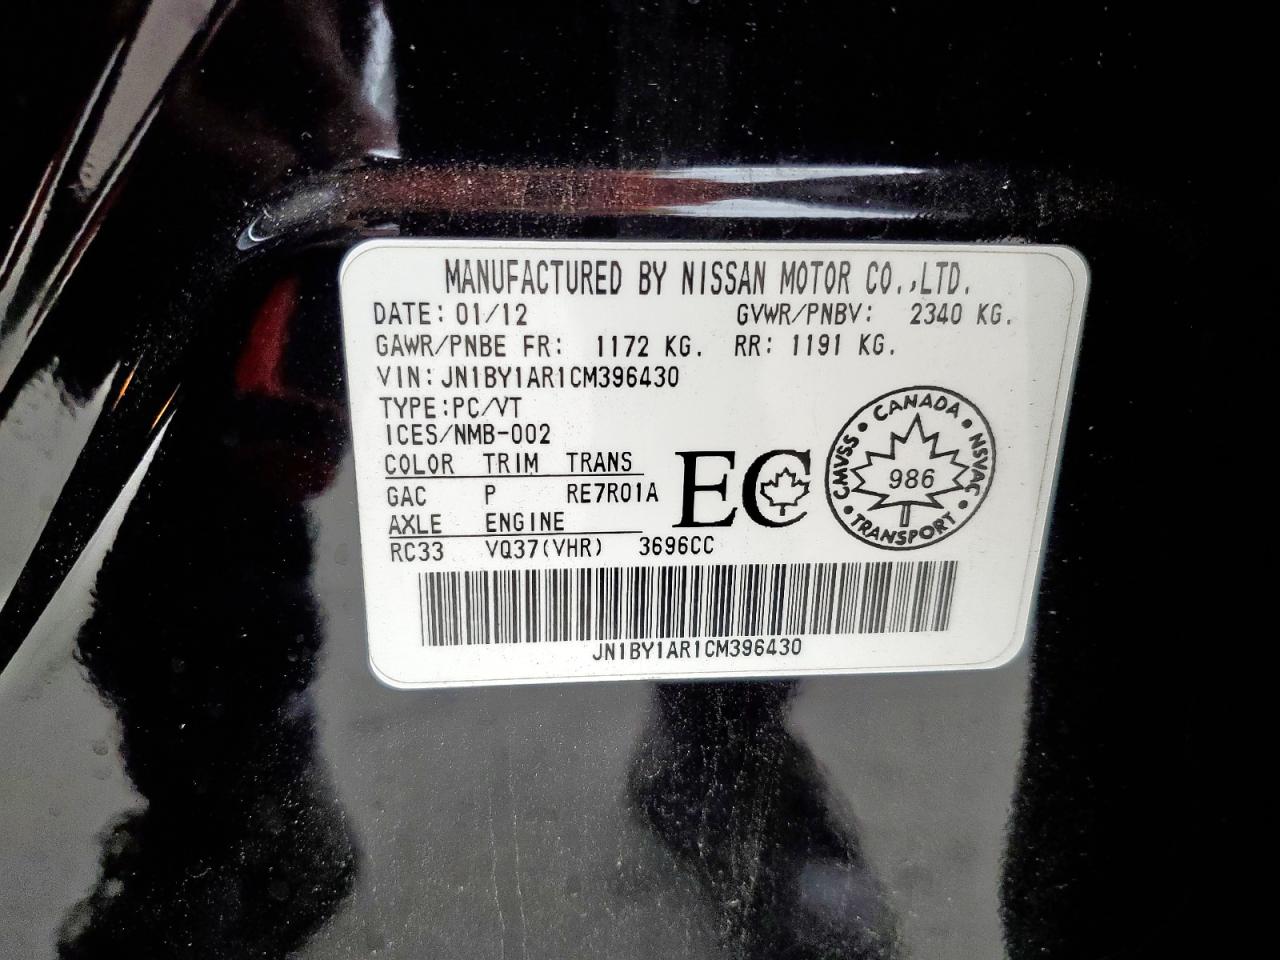 MANUFACTURED BY NISSAN MOTOR CO.,LTD.
DATE: 01/12 GVWR/PNBV: 2340 KG.
GAWR/PNBE FR: 1172 KG. RR: 1191 KG.
VIN: JN1BY1AR1CM396430
TYPE: PC/VT
ICES/NMB-002
COLOR TRIM TRANS
GAC P RE7R01A
AXLE ENGINE
RC33 VQ37(VHR) 3696CC
EC
CANADA
CMVSS
NSVAC
986
TRANSPORT
JN1BY1AR1CM396430